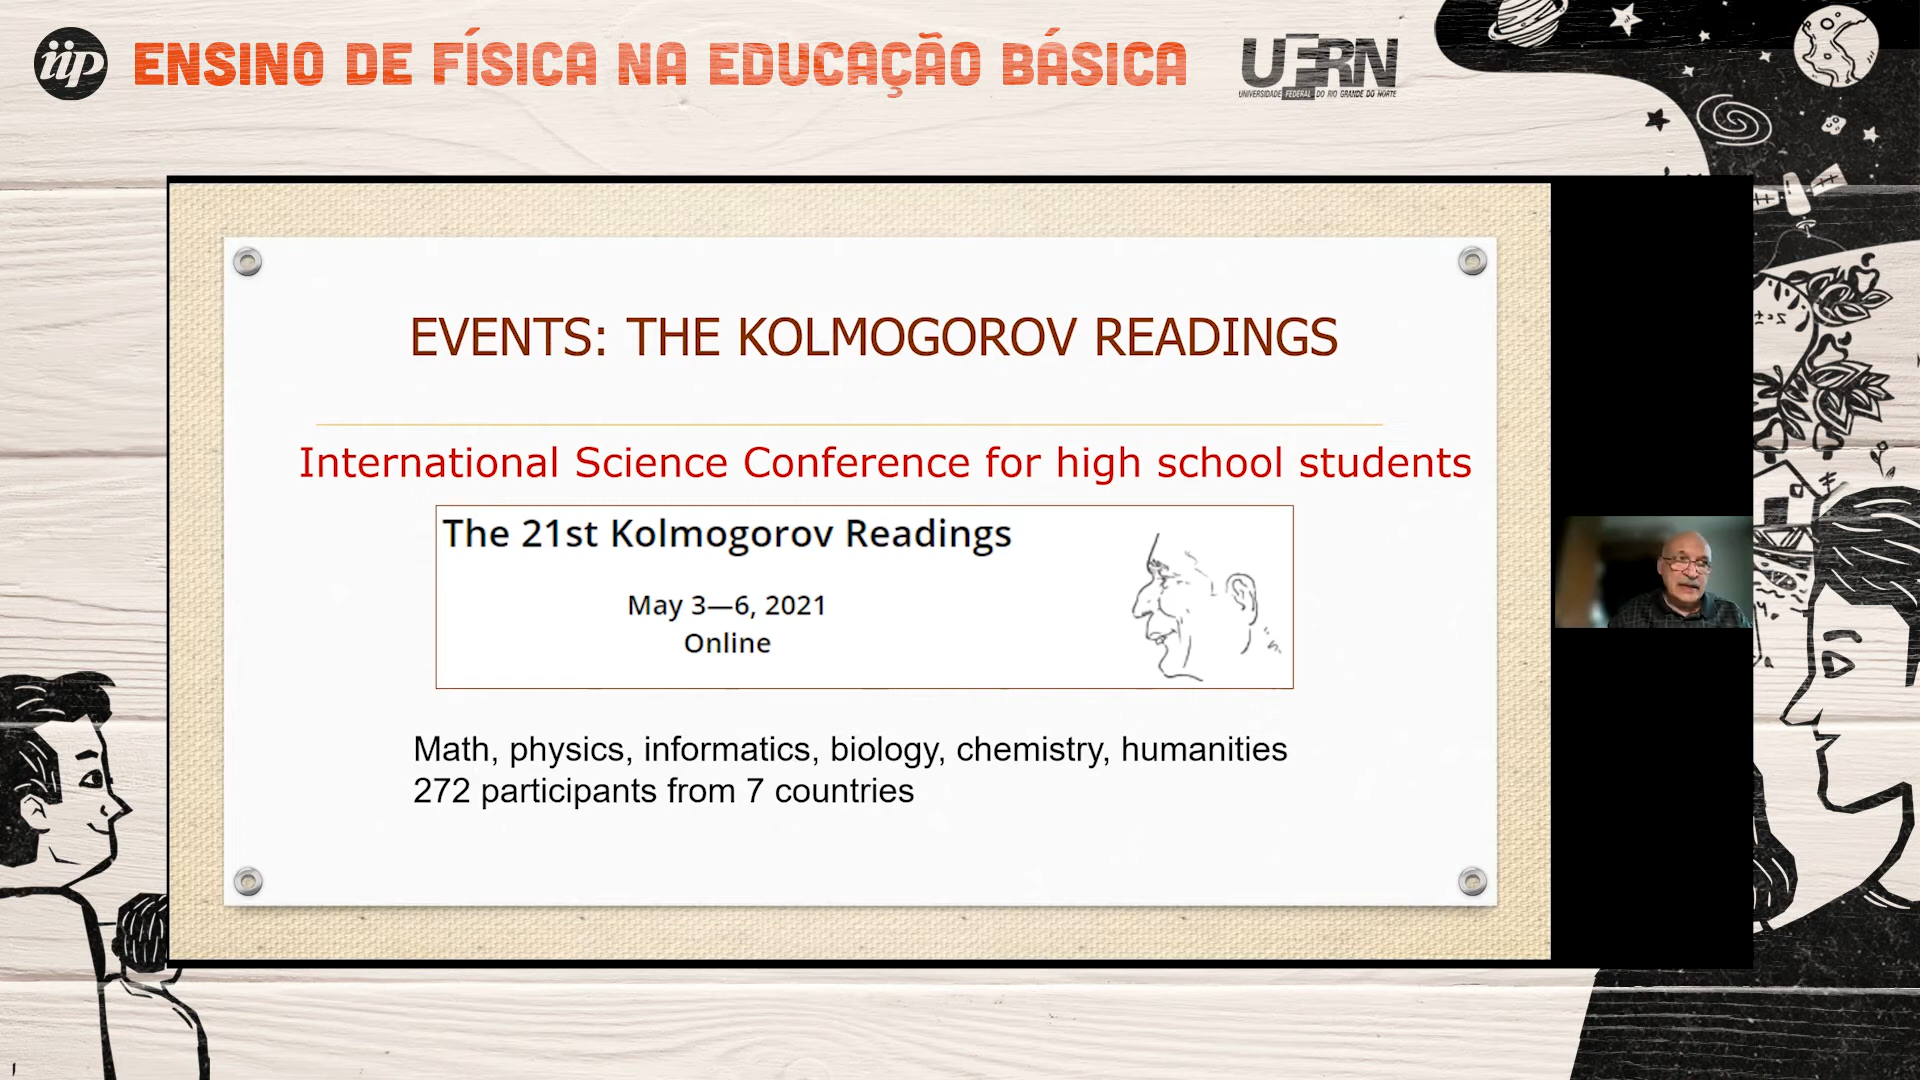 iip
ENSINO DE FÍSICA NA EDUCAÇÃO BÁSICA
UFRN
UNIVERSIDADE FEDERAL DO RIO GRANDE DO NORTE
EVENTS: THE KOLMOGOROV READINGS
International Science Conference for high school students
The 21st Kolmogorov Readings
May 3—6, 2021
Online
Math, physics, informatics, biology, chemistry, humanities
272 participants from 7 countries